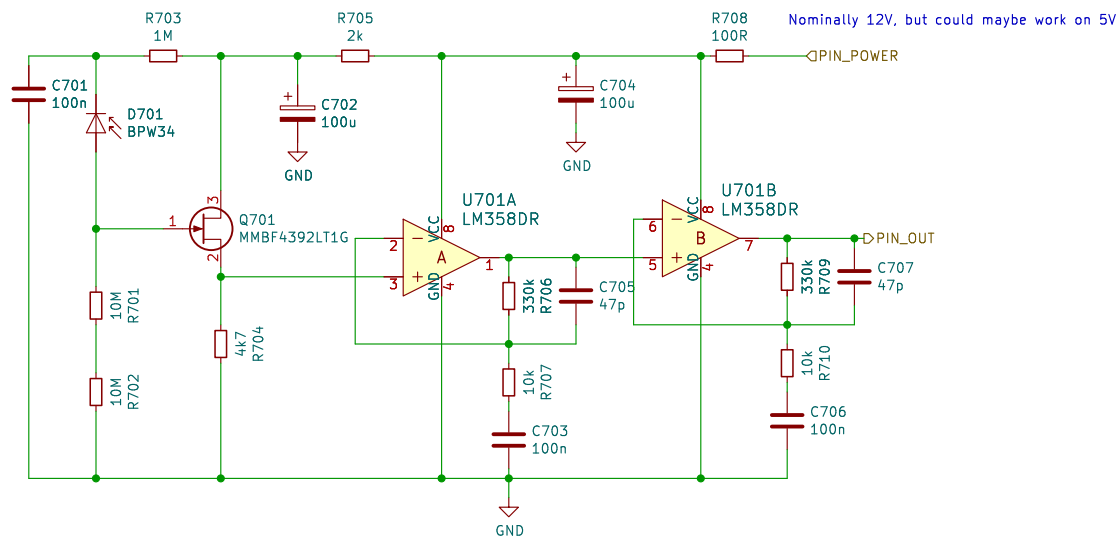 Nominally 12V, but could maybe work on 5V
R703
1M
R705
2k
R708
100R
PIN_POWER
C701
100n
D701
BPW34
+
C702
100u
GND
+
C704
100u
GND
U701A
LM358DR
U701B
LM358DR
3
1
2
Q701
MMBF4392LT1G
2
3
−
+
VCC
8
A
GND
4
1
6
5
−
+
VCC
8
B
GND
4
7
PIN_OUT
10M
R701
10M
R702
4k7
R704
330k
R706
C705
47p
10k
R707
C703
100n
GND
330k
R709
C707
47p
10k
R710
C706
100n